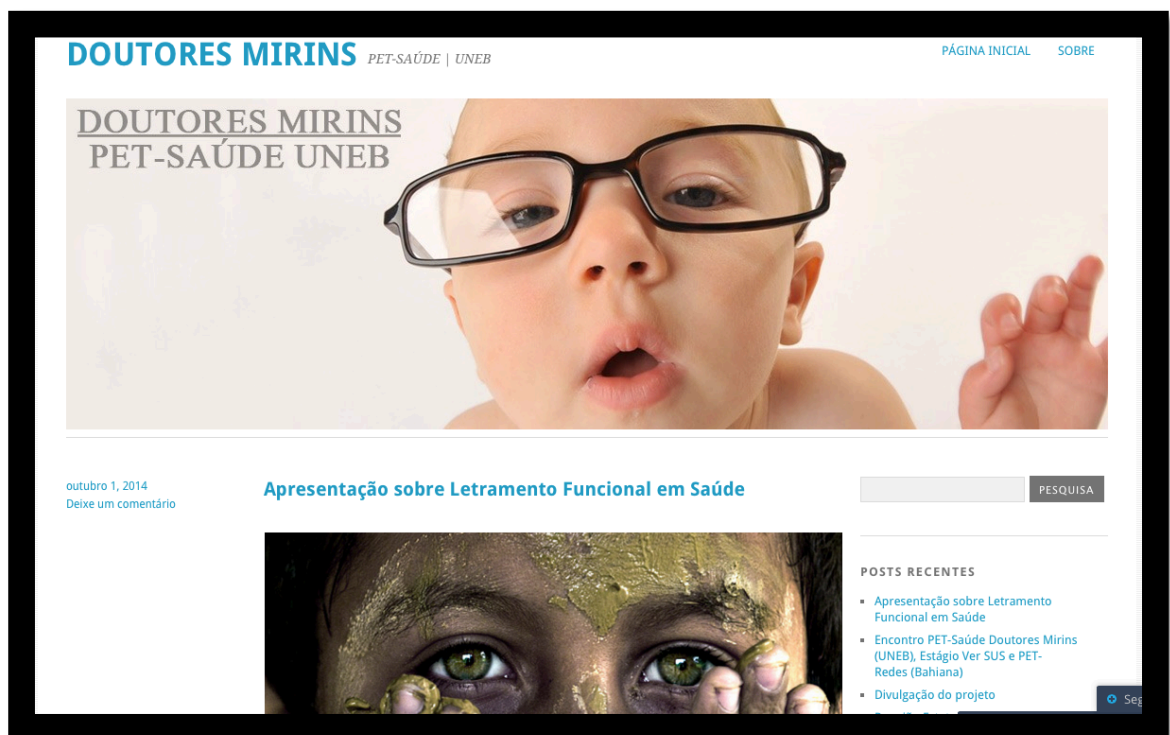 DOUTORES MIRINS PET-SAÚDE | UNEB
PÁGINA INICIAL SOBRE
DOUTORES MIRINS
PET-SAÚDE UNEB
outubro 1, 2014
Deixe um comentário
Apresentação sobre Letramento Funcional em Saúde
PESQUISA
POSTS RECENTES
Apresentação sobre Letramento
Funcional em Saúde
Encontro PET-Saúde Doutores Mirins
(UNEB), Estágio Ver SUS e PET-
Redes (Bahiana)
Divulgação do projeto